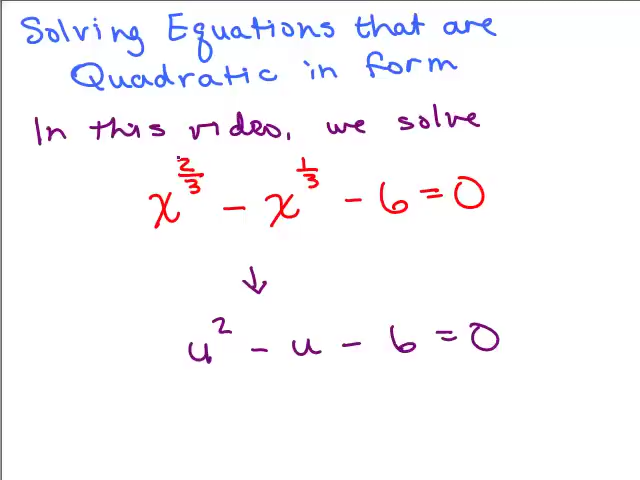 Solving Equations that are
Quadratic in form
In this video, we solve
x^{2/3} - x^{1/3} - 6 = 0
↓
u^2 - u - 6 = 0